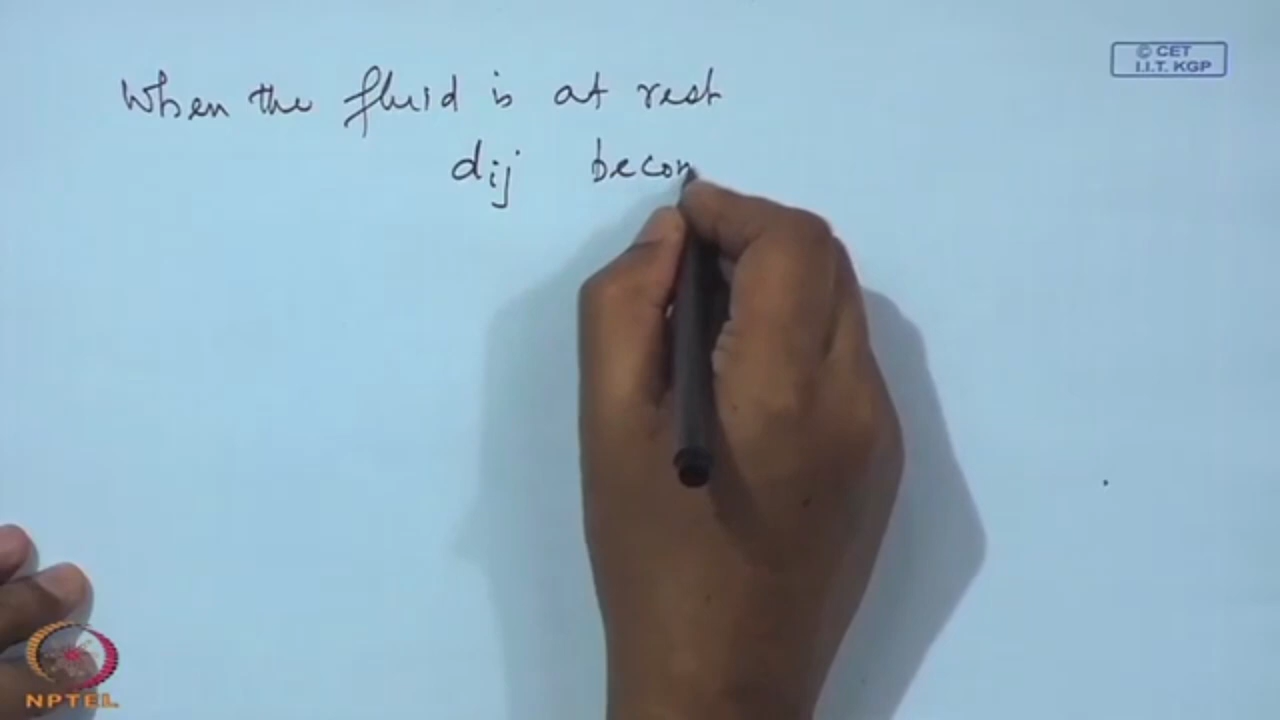 © CET
I.I.T. KGP
When the fluid is at rest
dij becom
NPTEL